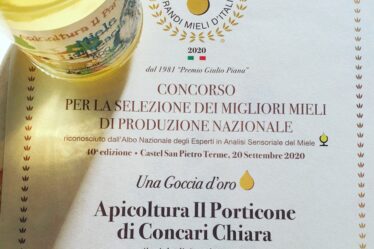 Apicoltura Il Por
Miele
GRANDI MIELI D'ITAL
2020
dal 1981 "Premio Giulio Piana"
CONCORSO
PER LA SELEZIONE DEI MIGLIORI MIELI
DI PRODUZIONE NAZIONALE
riconosciuto dall'Albo Nazionale degli Esperti in Analisi Sensoriale del Miele
40ª edizione • Castel San Pietro Terme, 20 Settembre 2020
Una Goccia d'oro
Apicoltura Il Porticone
di Concari Chiara